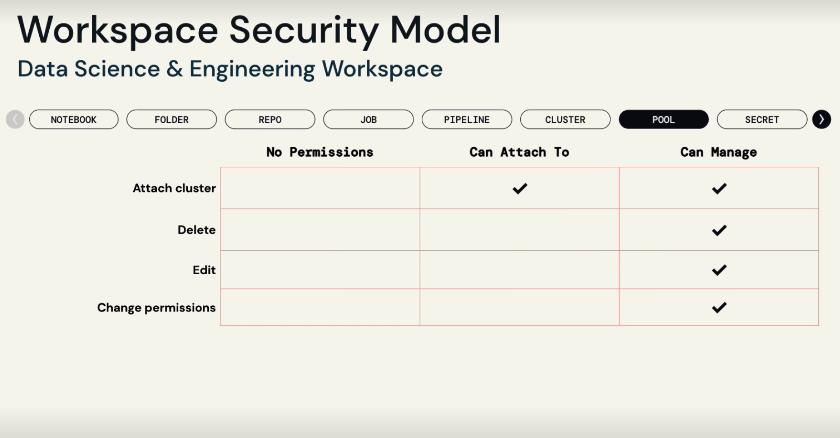 Workspace Security Model
Data Science & Engineering Workspace
NOTEBOOK FOLDER REPO JOB PIPELINE CLUSTER POOL SECRET
No Permissions Can Attach To Can Manage
Attach cluster ✓ ✓
Delete ✓
Edit ✓
Change permissions ✓